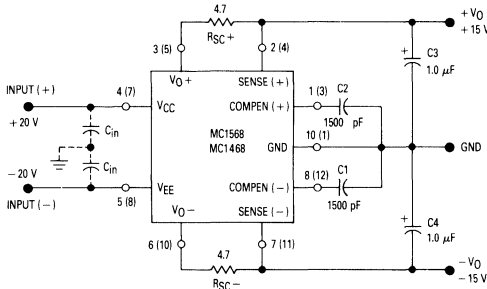 4.7
RSC+
+VO
+15 V
3 (5)
2 (4)
C3
1.0 μF
+
VO+
SENSE (+)
INPUT (+)
+20 V
4 (7)
VCC
COMPEN (+)
1 (3)
C2
1500 pF
Cin
MC1568
MC1468
GND
10 (1)
GND
Cin
-20 V
INPUT (-)
VEE
5 (8)
COMPEN (-)
8 (12)
C1
1500 pF
VO-
SENSE (-)
+
C4
1.0 μF
6 (10)
4.7
RSC-
7 (11)
-VO
-15 V